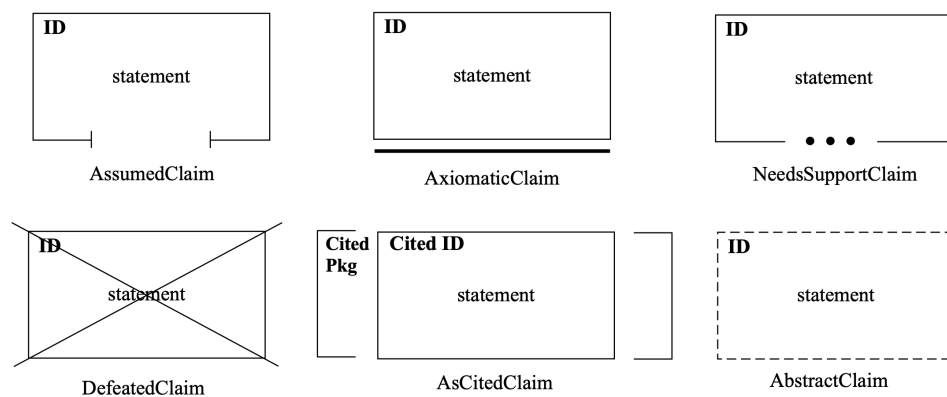 ID
statement
AssumedClaim
ID
statement
AxiomaticClaim
ID
statement
NeedsSupportClaim
ID
statement
DefeatedClaim
Cited
Pkg
Cited ID
statement
AsCitedClaim
ID
statement
AbstractClaim